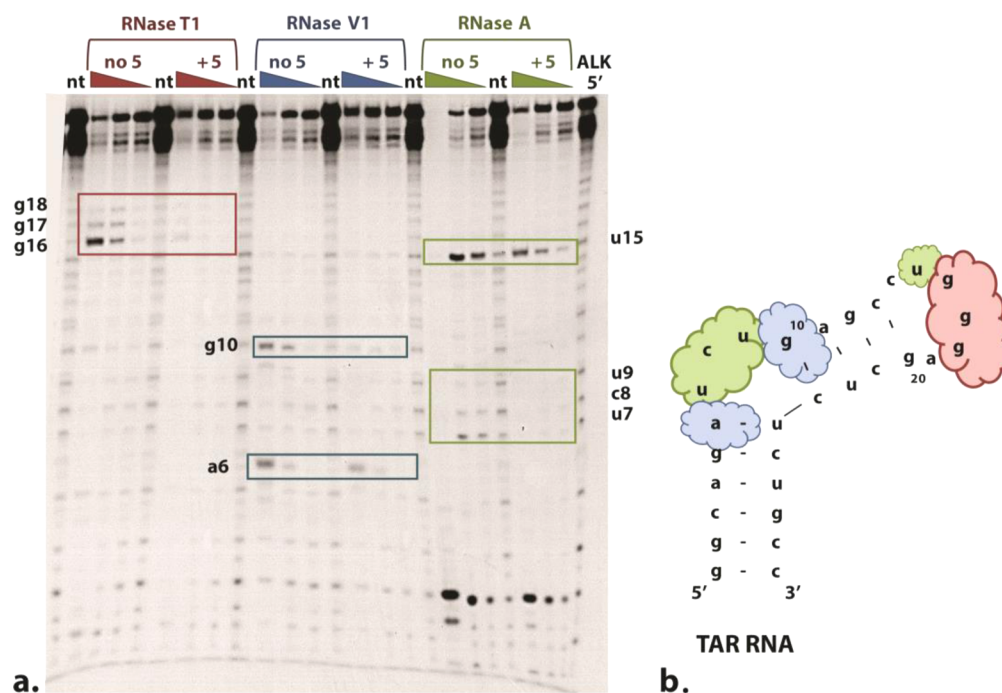 RNase T1 RNase V1 RNase A
no 5 + 5 no 5 + 5 no 5 + 5 ALK
nt nt nt nt nt nt 5′
g18
g17
g16
u15
g10
u9
c8
u7
a6
a.
c u g
c g
g g
10 a g c
u g
c g a
20
u c
u c
a - u
g - c
a - u
c - g
g - c
g - c
5′ 3′
TAR RNA
b.